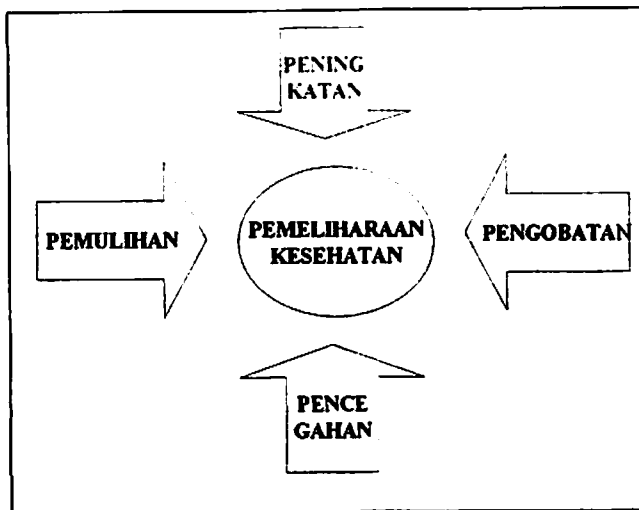 PENING
KATAN
PEMULIHAN
PEMELIHARAAN
KESEHATAN
PENGOBATAN
PENCE
GAHAN